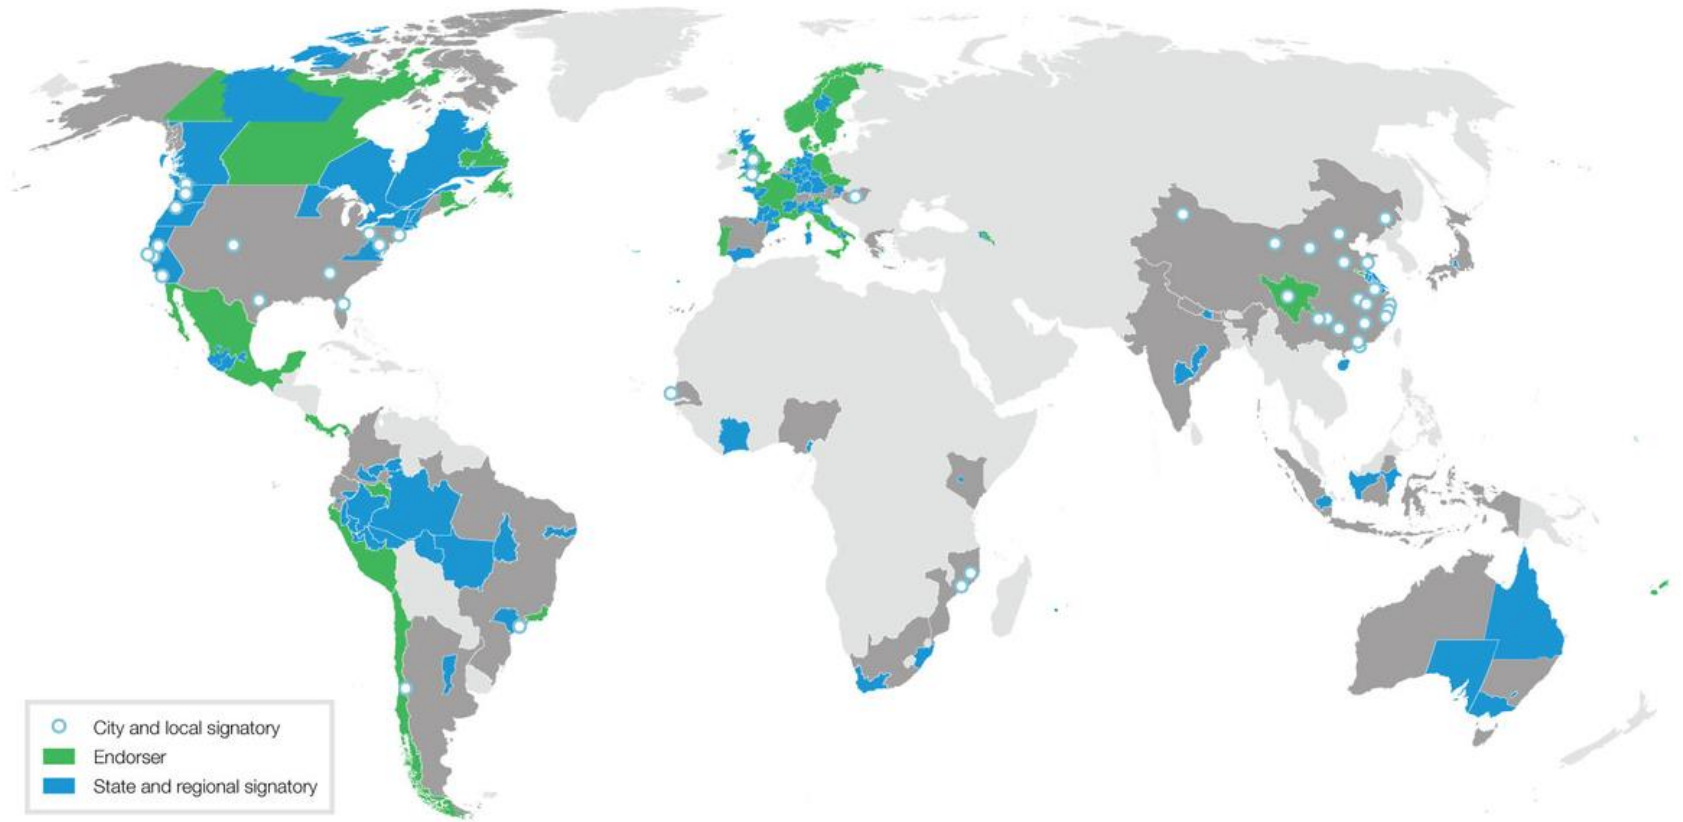 City and local signatory
Endorser
State and regional signatory